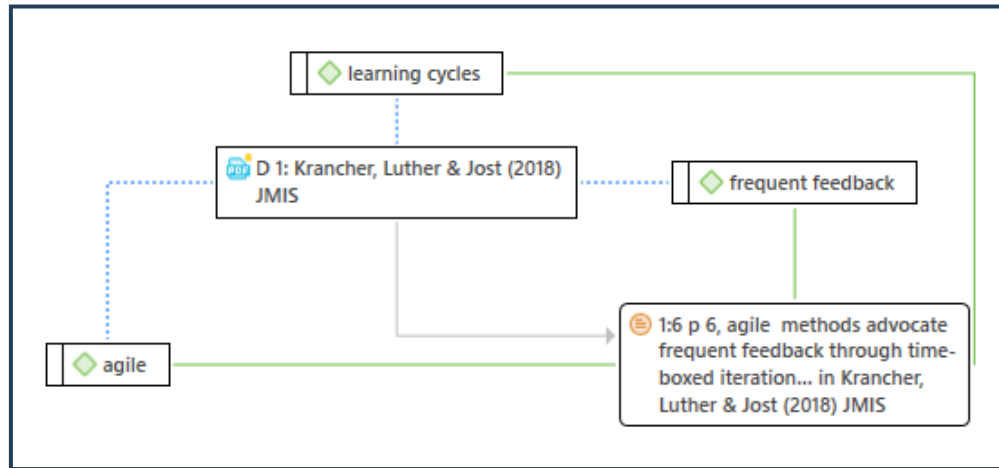 learning cycles
D 1: Krancher, Luther & Jost (2018)
JMIS
frequent feedback
1:6 p 6, agile  methods advocate
frequent feedback through time-
boxed iteration... in Krancher,
Luther & Jost (2018) JMIS
agile